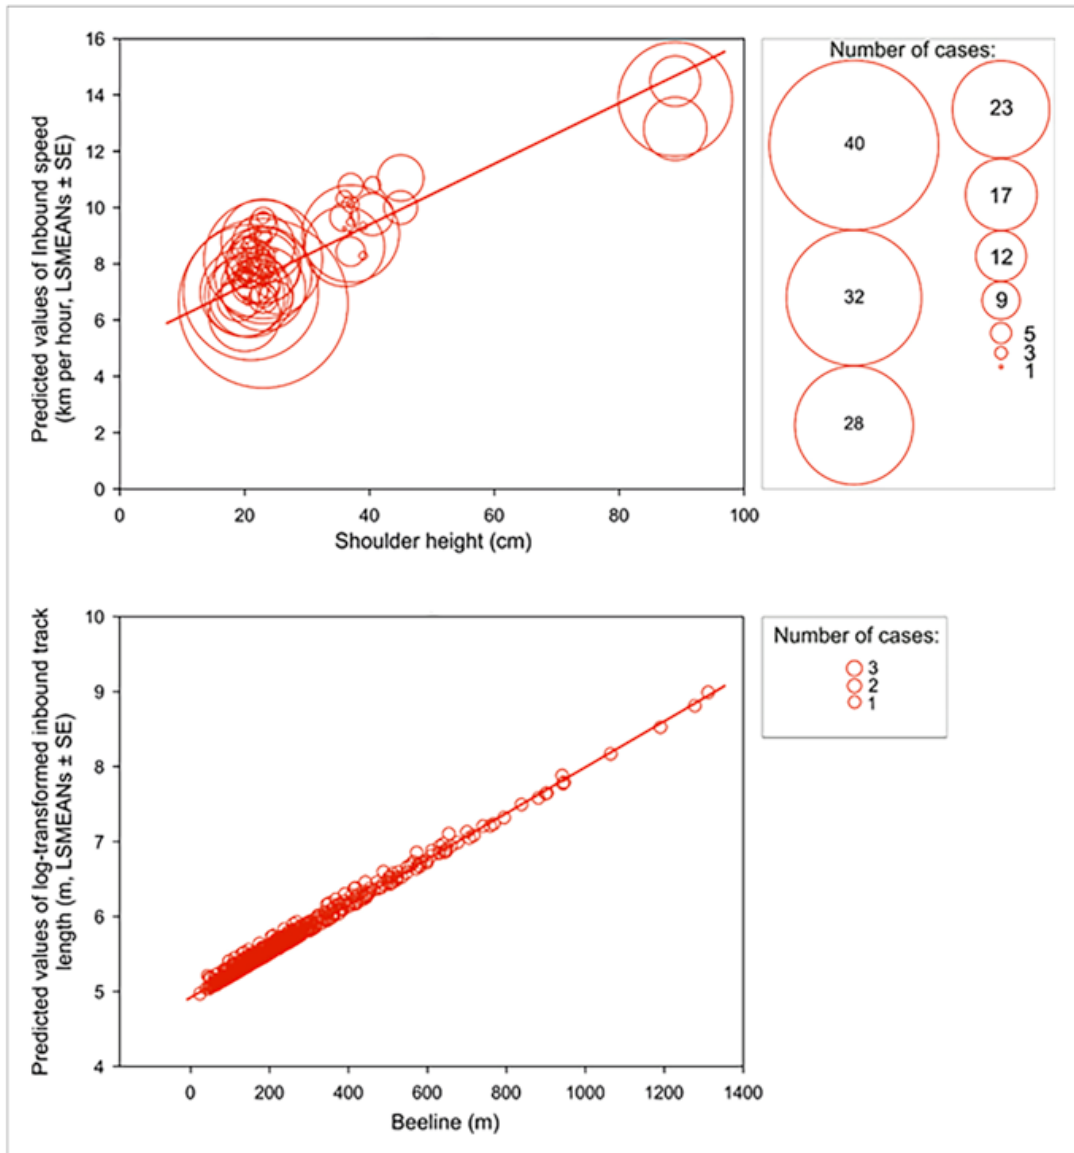 Predicted values of Inbound speed
(km per hour, LSMEANs ± SE)
16
14
12
10
8
6
4
2
0
0 20 40 60 80 100
Shoulder height (cm)
Number of cases:
40
32
28
23
17
12
9
5
3
1
Predicted values of log-transformed inbound track
length (m, LSMEANs ± SE)
10
9
8
7
6
5
4
0 200 400 600 800 1000 1200 1400
Beeline (m)
Number of cases:
3
2
1